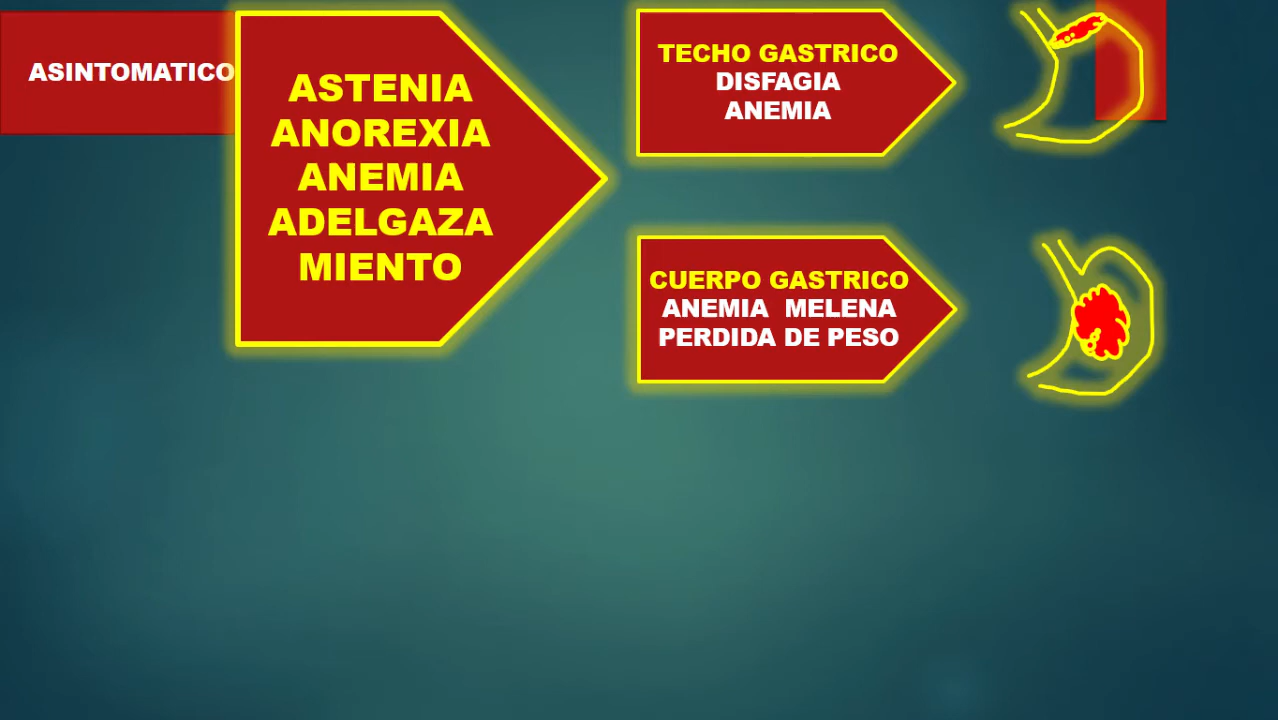 ASINTOMATICO
ASTENIA
ANOREXIA
ANEMIA
ADELGAZA
MIENTO
TECHO GASTRICO
DISFAGIA
ANEMIA
CUERPO GASTRICO
ANEMIA MELENA
PERDIDA DE PESO